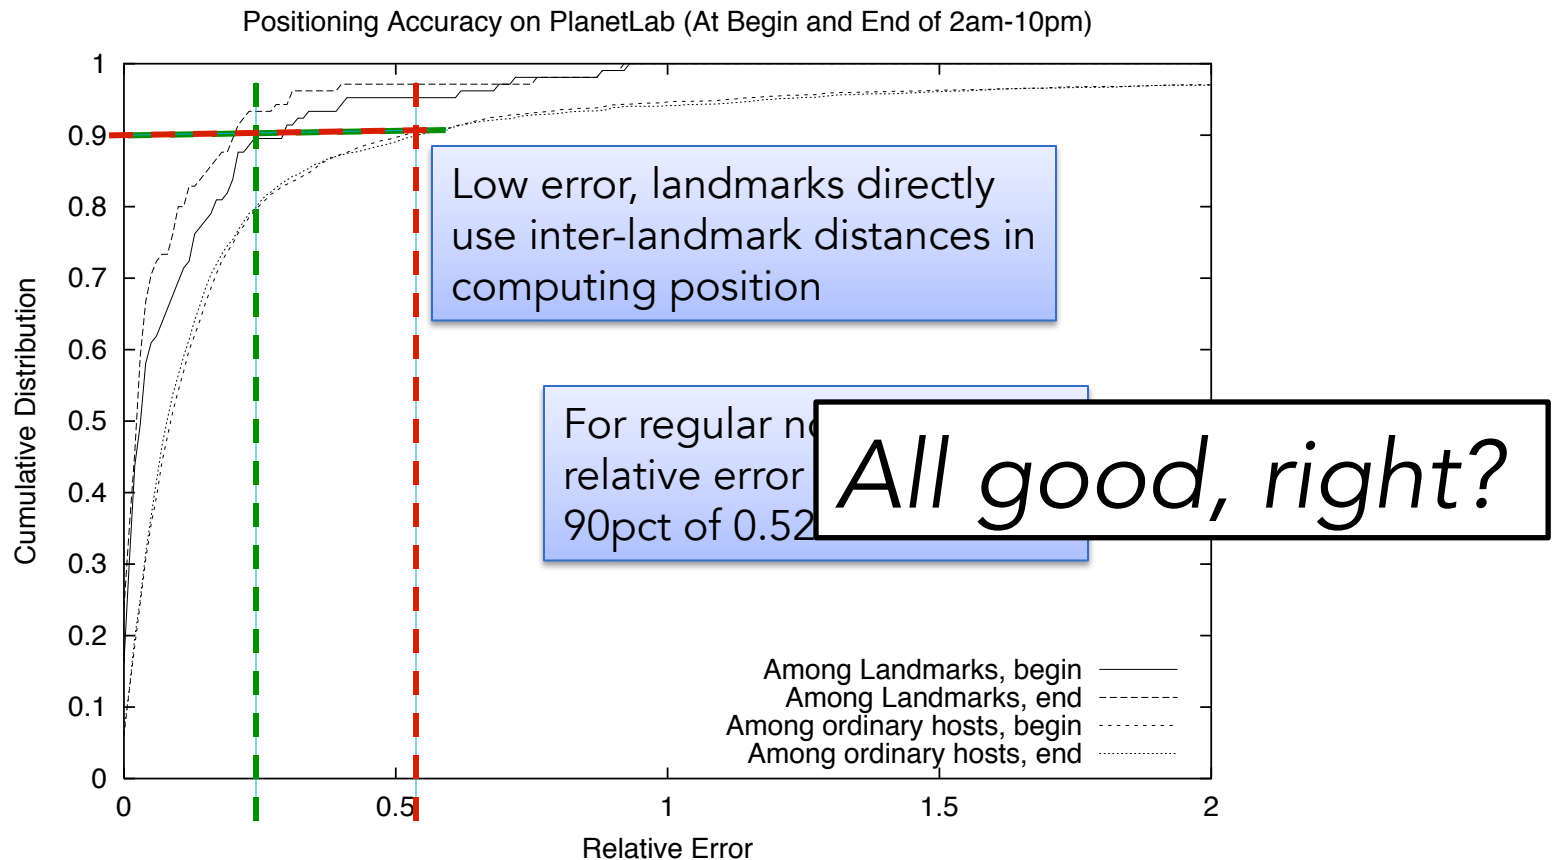 Positioning Accuracy on PlanetLab (At Begin and End of 2am-10pm)
1
0.9
0.8
0.7
0.6
0.5
0.4
0.3
0.2
0.1
0
Cumulative Distribution
Low error, landmarks directly
use inter-landmark distances in
computing position
For regular
relative error
90pct of 0.52
All good, right?
Among Landmarks, begin
Among Landmarks, end
Among ordinary hosts, begin
Among ordinary hosts, end
0
0.5
1
1.5
2
Relative Error